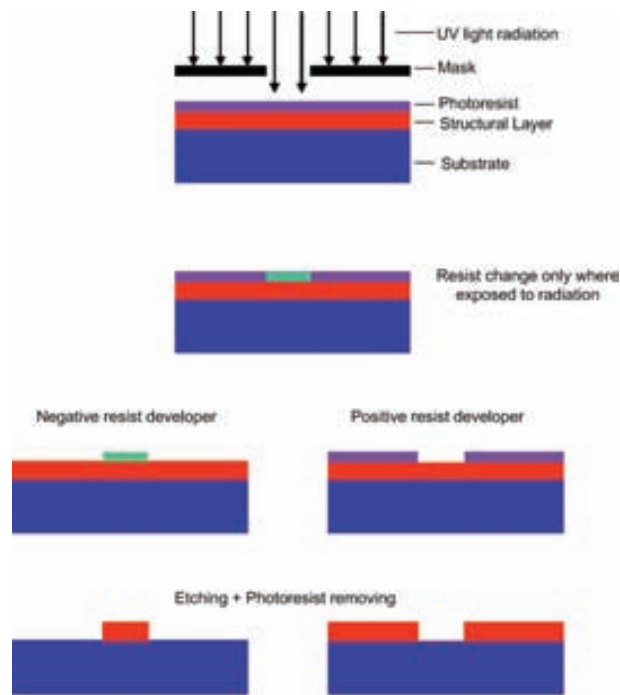 UV light radiation
Mask
Photoresist
Structural Layer
Substrate
Resist change only where
exposed to radiation
Negative resist developer
Positive resist developer
Etching + Photoresist removing